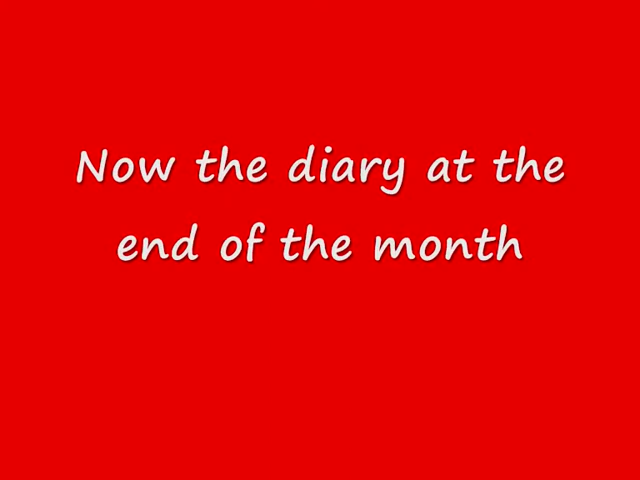 Now the diary at the
end of the month